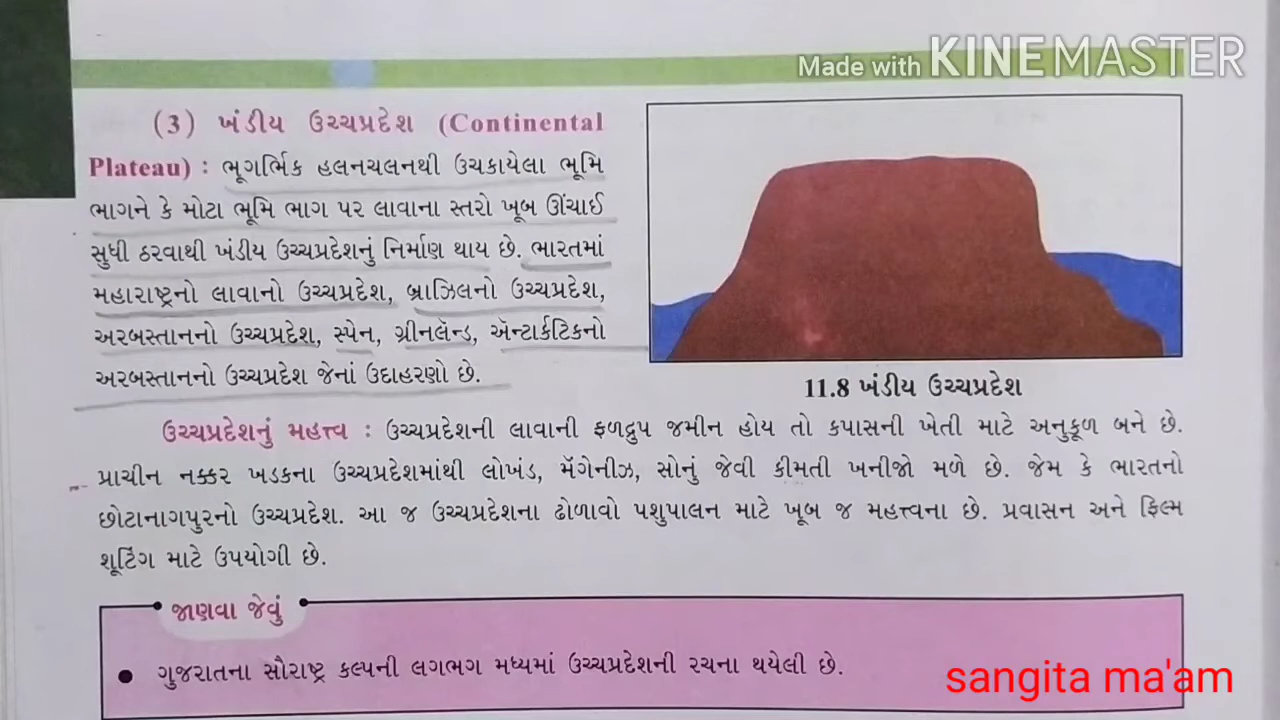 Made with KINEMASTER
(3) ખંડીય ઉચ્ચપ્રદેશ (Continental
Plateau) : ભૂગર્ભિક હલનચલનથી ઉચકાયેલા ભૂમિ
ભાગને કે મોટા ભૂમિ ભાગ પર લાવાના સ્તરો ખૂબ ઊંચાઈ
સુધી ઠરવાથી ખંડીય ઉચ્ચપ્રદેશનું નિર્માણ થાય છે. ભારતમાં
મહારાષ્ટ્રનો લાવાનો ઉચ્ચપ્રદેશ, બ્રાઝિલનો ઉચ્ચપ્રદેશ,
અરબસ્તાનનો ઉચ્ચપ્રદેશ, સ્પેન, ગ્રીનલૅન્ડ, ઍન્ટાર્કટિકનો
અરબસ્તાનનો ઉચ્ચપ્રદેશ જેનાં ઉદાહરણો છે.
11.8 ખંડીય ઉચ્ચપ્રદેશ
ઉચ્ચપ્રદેશનું મહત્ત્વ : ઉચ્ચપ્રદેશની લાવાની ફળદ્રુપ જમીન હોય તો કપાસની ખેતી માટે અનુકૂળ બને છે.
પ્રાચીન નક્કર ખડકના ઉચ્ચપ્રદેશમાંથી લોખંડ, મૅંગેનીઝ, સોનું જેવી કીમતી ખનીજો મળે છે. જેમ કે ભારતનો
છોટાનાગપુરનો ઉચ્ચપ્રદેશ. આ જ ઉચ્ચપ્રદેશના ઢોળાવો પશુપાલન માટે ખૂબ જ મહત્ત્વના છે. પ્રવાસન અને ફિલ્મ
શૂટિંગ માટે ઉપયોગી છે.
જાણવા જેવું
• ગુજરાતના સૌરાષ્ટ્ર કલ્પની લગભગ મધ્યમાં ઉચ્ચપ્રદેશની રચના થયેલી છે.
sangita ma'am